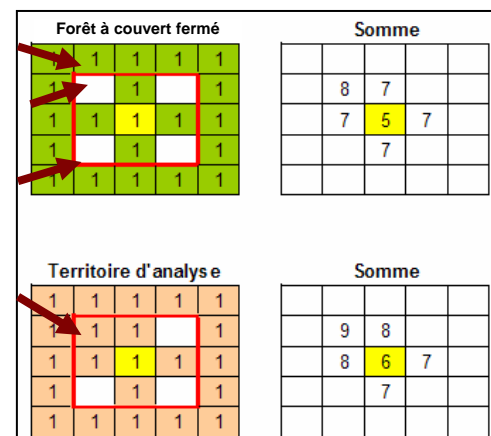 Forêt à couvert fermé Somme
1 1 1 1 1
1 1 1 8 7
1 1 1 1 1 7 5 7
1 1 1 7
1 1 1 1 1
Territoire d'analyse Somme
1 1 1 1 1
1 1 1 1 9 8
1 1 1 1 1 8 6 7
1 1 1 7
1 1 1 1 1